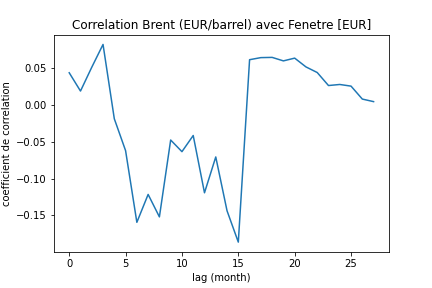 Correlation Brent (EUR/barrel) avec Fenetre [EUR]
coefficient de correlation
0.05
0.00
−0.05
−0.10
−0.15
0 5 10 15 20 25
lag (month)